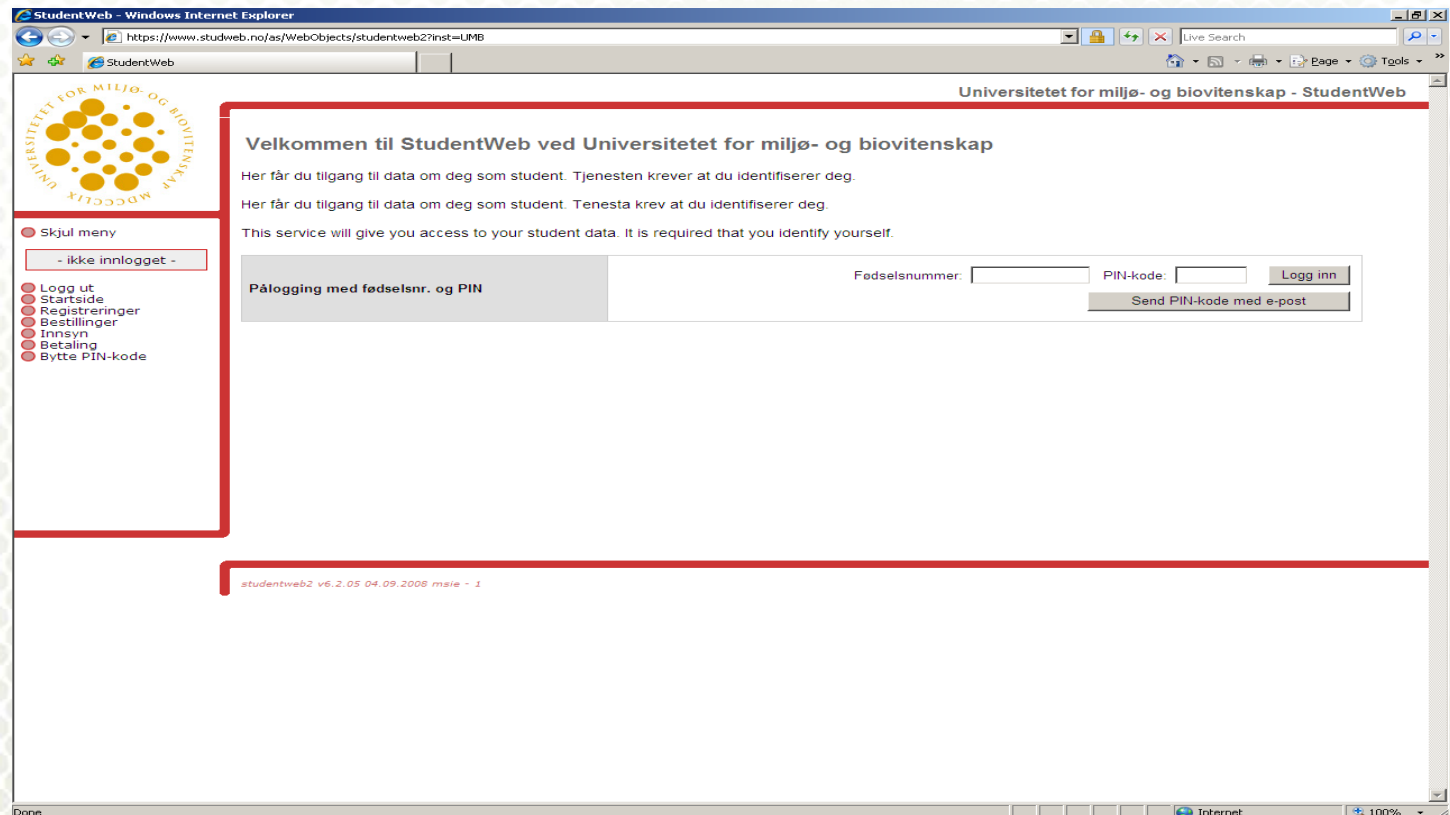 StudentWeb - Windows Internet Explorer
https://www.studweb.no/as/WebObjects/studentweb2?inst=UMB
Live Search
StudentWeb
Page
Tools
»
UNIVERSITETET FOR MILJØ- OG BIOVITENSKAP
MDCCCLIX
Universitetet for miljø- og biovitenskap - StudentWeb
Velkommen til StudentWeb ved Universitetet for miljø- og biovitenskap
Her får du tilgang til data om deg som student. Tjenesten krever at du identifiserer deg.
Her får du tilgang til data om deg som student. Tenesta krev at du identifiserer deg.
This service will give you access to your student data. It is required that you identify yourself.
Skjul meny
- ikke innlogget -
Logg ut
Startside
Registreringer
Bestillinger
Innsyn
Betaling
Bytte PIN-kode
Pålogging med fødselsnr. og PIN
Fødselsnummer:
PIN-kode:
Logg inn
Send PIN-kode med e-post
studentweb2 v6.2.05 04.09.2008 msie - 1
Done
Internet
100%